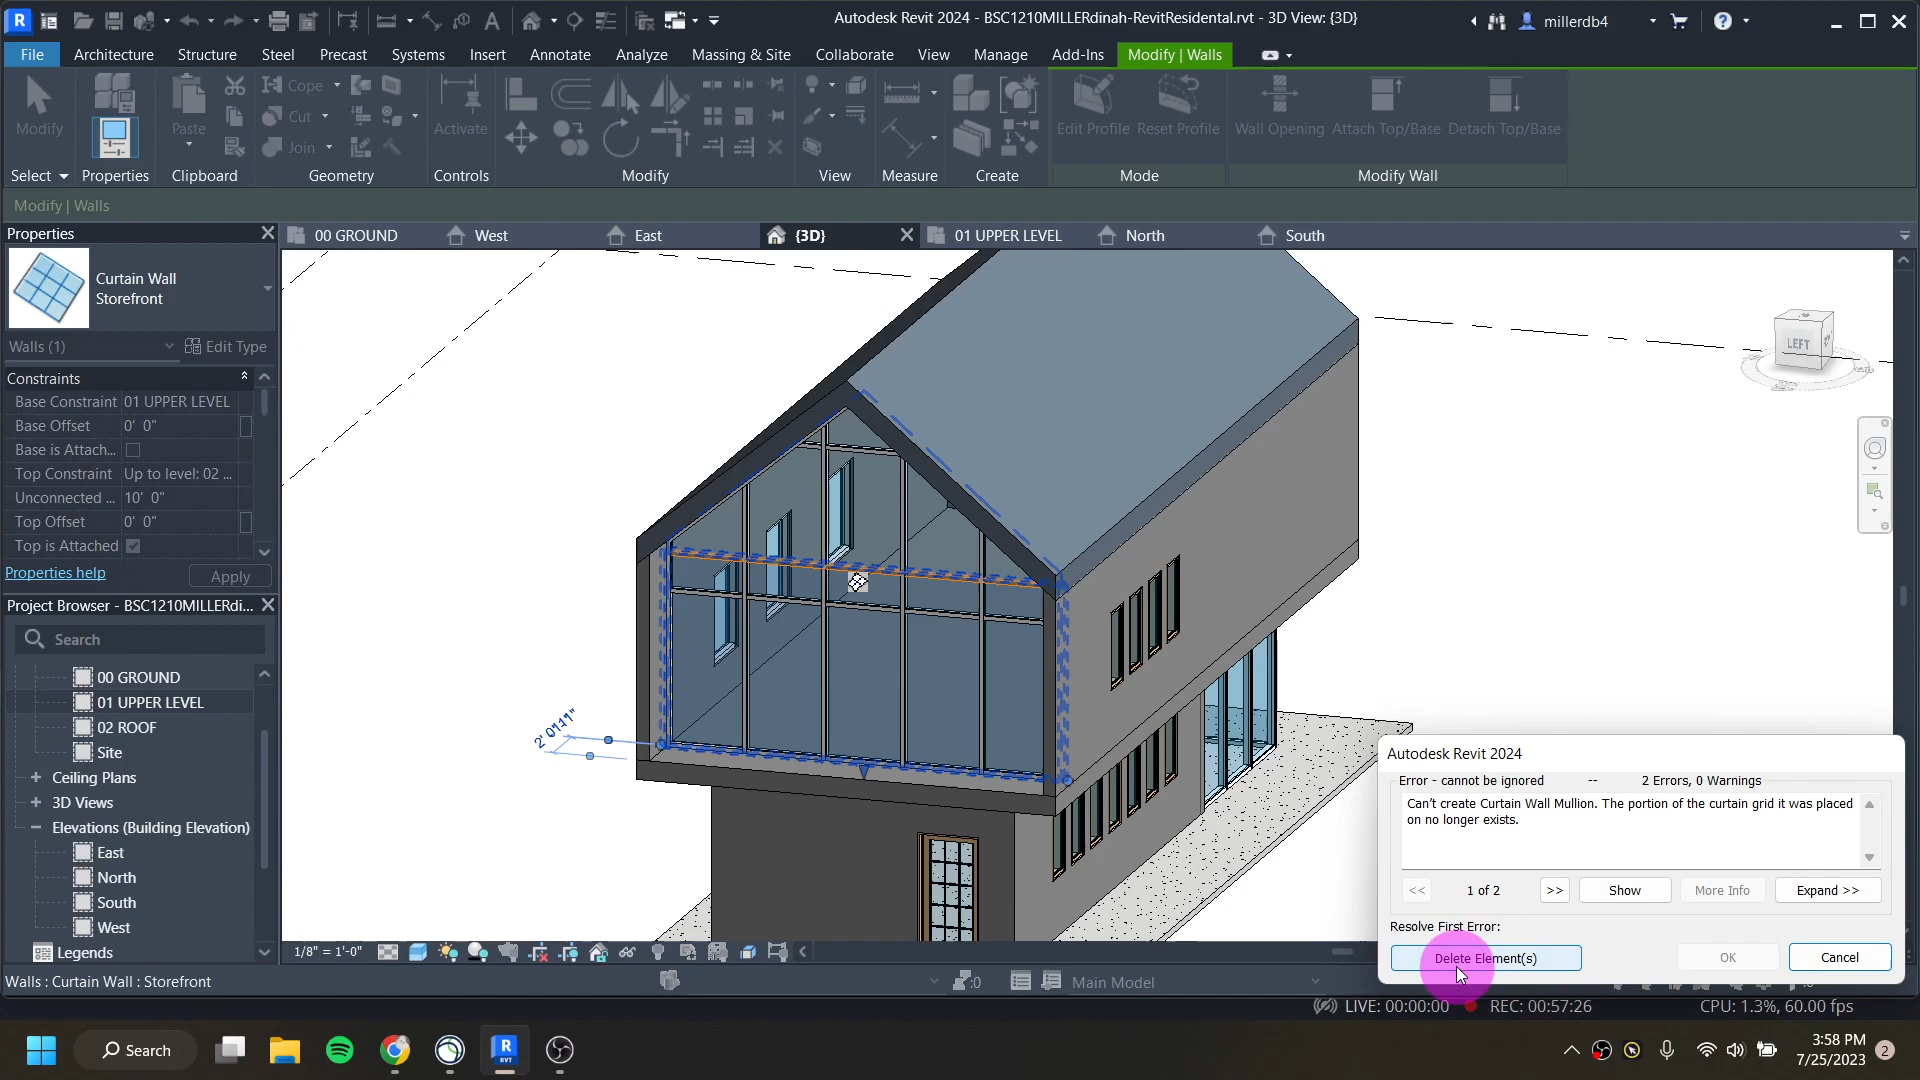 Autodesk Revit 2024 - BSC1210MILLERdinah-RevitResidental.rvt - 3D View: {3D}
millerdb4
File Architecture Structure Steel Precast Systems Insert Annotate Analyze Massing & Site Collaborate View Manage Add-Ins Modify | Walls
Modify
Paste
Cope
Cut
Join
Activate
Edit Profile Reset Profile Wall Opening Attach Top/Base Detach Top/Base
Select Properties Clipboard Geometry Controls Modify View Measure Create Mode Modify Wall
Modify | Walls
Properties
00 GROUND West East {3D} 01 UPPER LEVEL North South
Curtain Wall
Storefront
Walls (1) Edit Type
Constraints
Base Constraint 01 UPPER LEVEL
Base Offset 0' 0"
Base is Attach...
Top Constraint Up to level: 02 ...
Unconnected ... 10' 0"
Top Offset 0' 0"
Top is Attached
Properties help Apply
Project Browser - BSC1210MILLERdi...
Search
00 GROUND
01 UPPER LEVEL
02 ROOF
Site
Ceiling Plans
3D Views
Elevations (Building Elevation)
East
North
South
West
Legends
LEFT
Autodesk Revit 2024
Error - cannot be ignored -- 2 Errors, 0 Warnings
Can't create Curtain Wall Mullion. The portion of the curtain grid it was placed
on no longer exists.
<< 1 of 2 >> Show More Info Expand >>
Resolve First Error:
Delete Element(s) OK Cancel
1/8" = 1'-0"
Walls : Curtain Wall : Storefront
:0 Main Model
LIVE: 00:00:00 REC: 00:57:26 CPU: 1.3%, 60.00 fps
Search
3:58 PM
7/25/2023
2